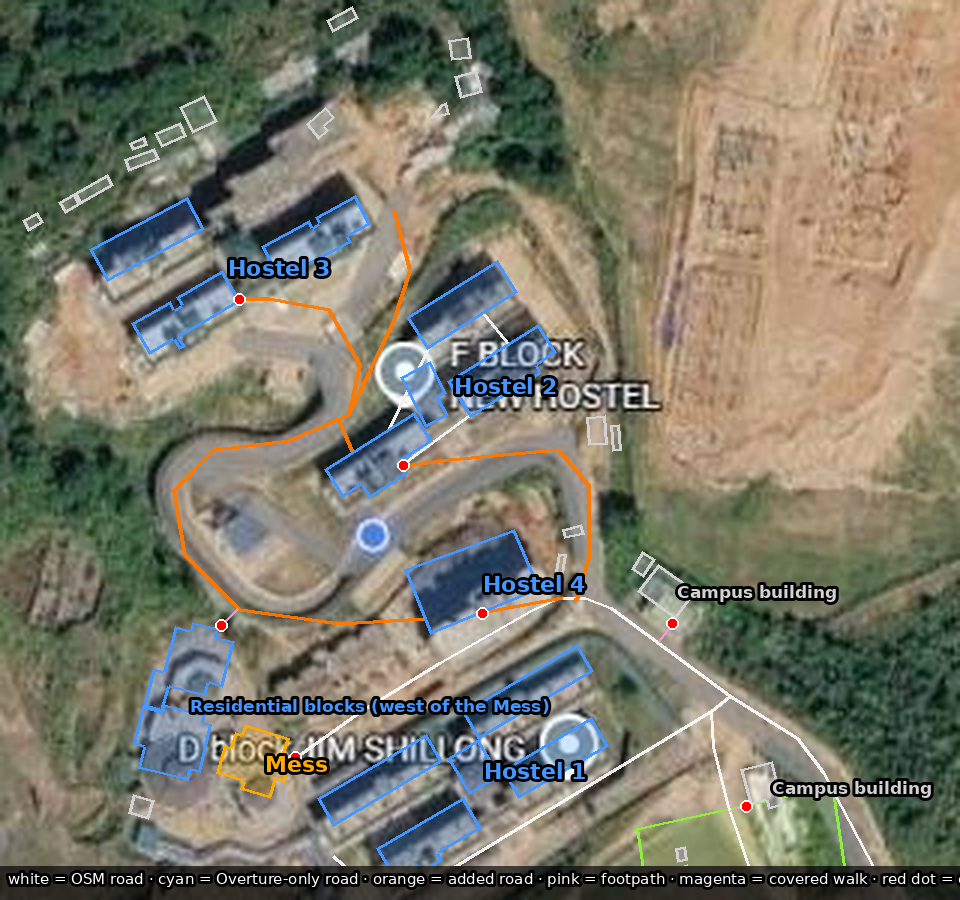 Hostel 3
F BLOCK
Hostel 2
NEW HOSTEL
Hostel 4
Campus building
Residential blocks (west of the Mess)
D block IIM SHILLONG
Mess
Hostel 1
Campus building
white = OSM road · cyan = Overture-only road · orange = added road · pink = footpath · magenta = covered walk · red dot =